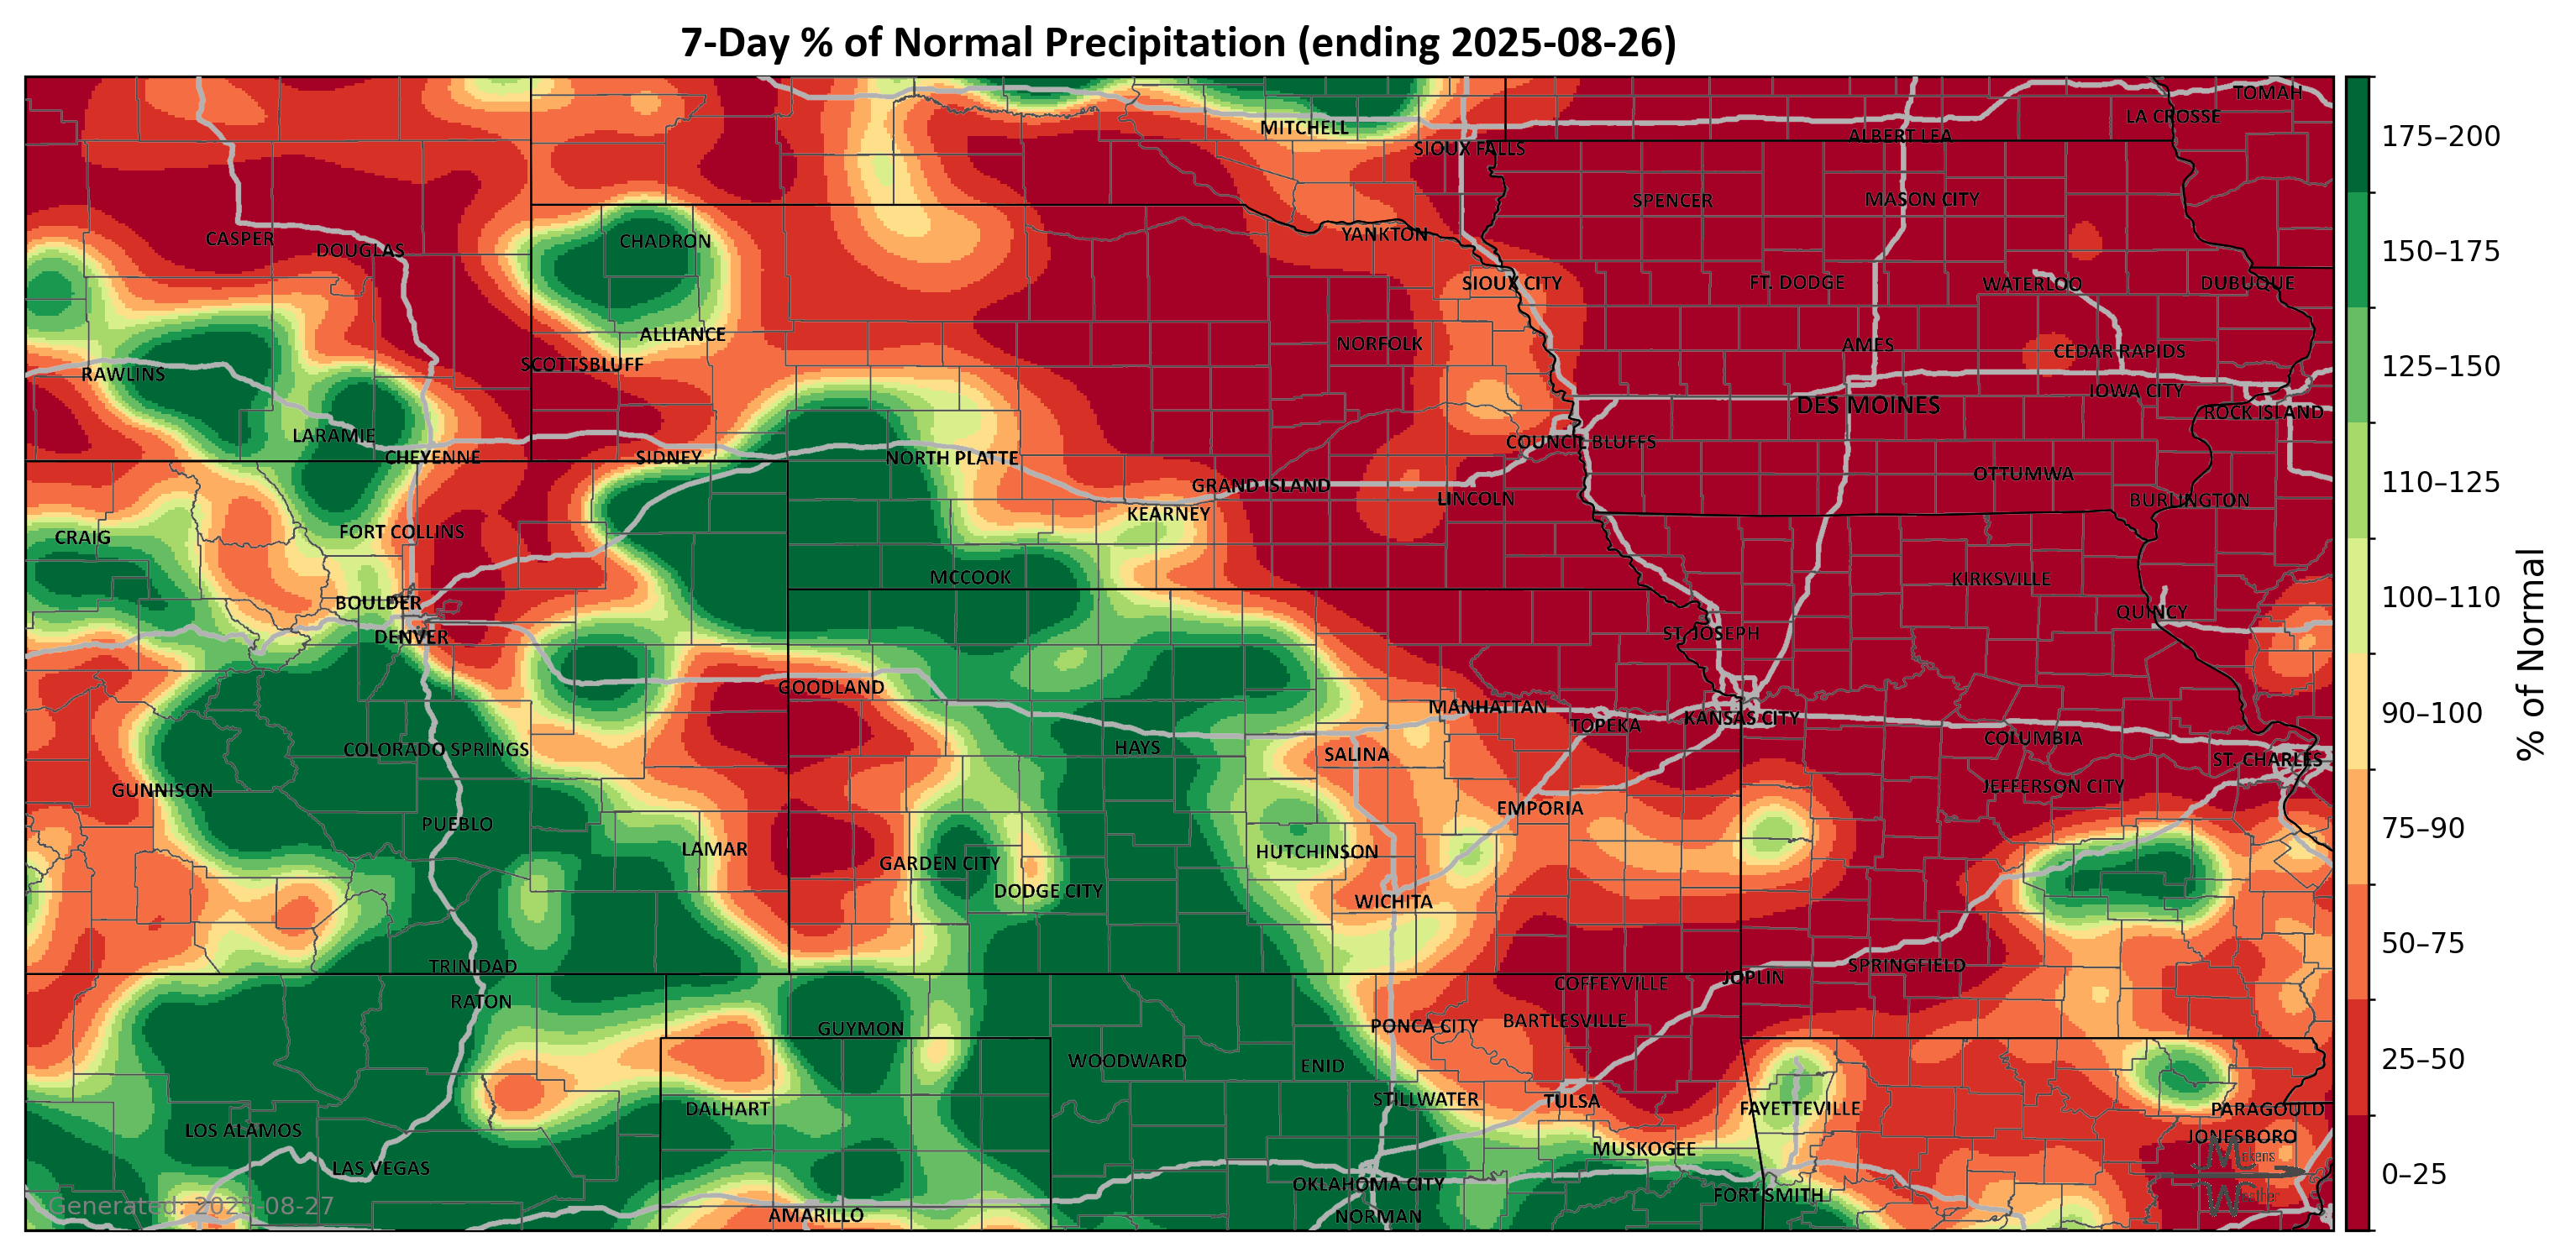 7-Day % of Normal Precipitation (ending 2025-08-26)
TOMAH
LA CROSSE
MITCHELL
ALBERT LEA
SIOUX FALLS
SPENCER
MASON CITY
CASPER
DOUGLAS
CHADRON
YANKTON
SIOUX CITY
FT. DODGE
WATERLOO
DUBUQUE
ALLIANCE
NORFOLK
AMES
CEDAR RAPIDS
SCOTTSBLUFF
RAWLINS
IOWA CITY
DES MOINES
ROCK ISLAND
LARAMIE
COUNCIL BLUFFS
CHEYENNE
SIDNEY
NORTH PLATTE
OTTUMWA
GRAND ISLAND
LINCOLN
BURLINGTON
KEARNEY
FORT COLLINS
CRAIG
MCCOOK
KIRKSVILLE
BOULDER
QUINCY
DENVER
ST. JOSEPH
GOODLAND
MANHATTAN
TOPEKA
KANSAS CITY
COLUMBIA
COLORADO SPRINGS
HAYS
SALINA
ST. CHARLES
GUNNISON
JEFFERSON CITY
EMPORIA
PUEBLO
LAMAR
GARDEN CITY
HUTCHINSON
DODGE CITY
WICHITA
TRINIDAD
SPRINGFIELD
JOPLIN
COFFEYVILLE
RATON
GUYMON
PONCA CITY
BARTLESVILLE
WOODWARD
ENID
STILLWATER
TULSA
DALHART
FAYETTEVILLE
PARAGOULD
LOS ALAMOS
JONESBORO
MUSKOGEE
LAS VEGAS
OKLAHOMA CITY
FORT SMITH
AMARILLO
NORMAN
Generated: 2025-08-27
175–200
150–175
125–150
110–125
100–110
90–100
75–90
50–75
25–50
0–25
% of Normal